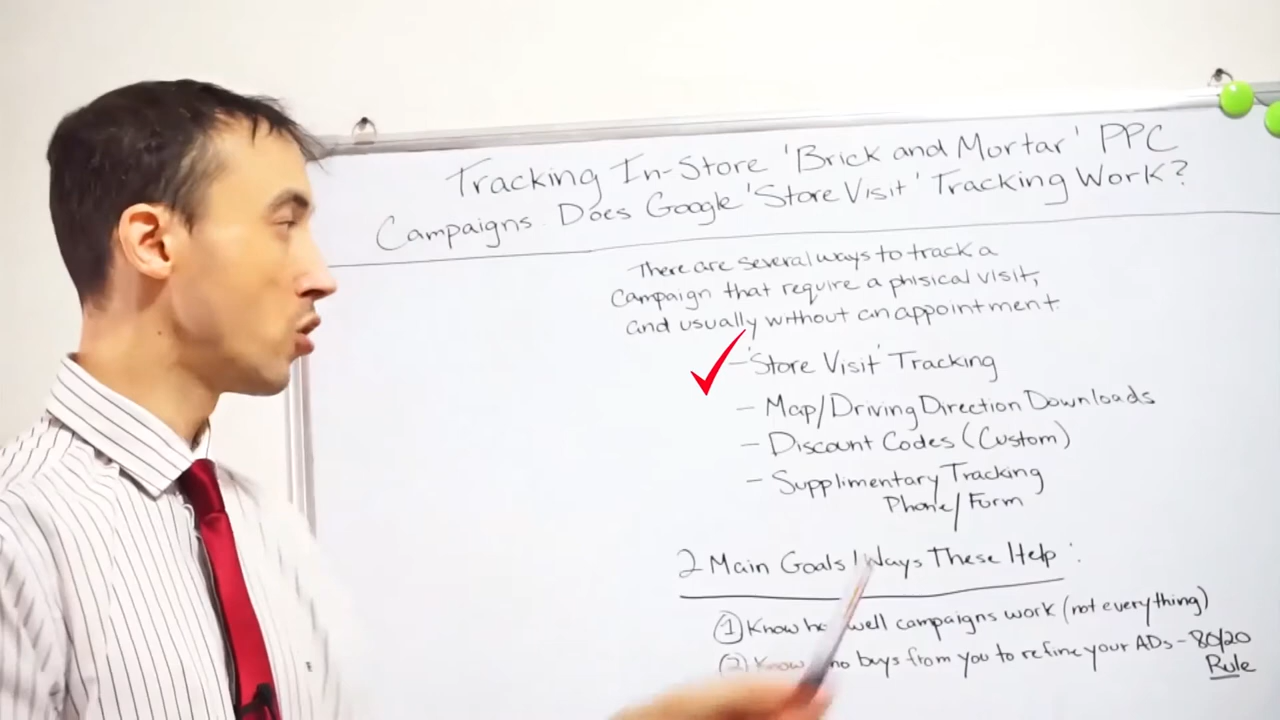 Tracking In-Store 'Brick and Mortar' PPC
Campaigns. Does Google 'Store Visit' Tracking Work?
There are several ways to track a
campaign that require a phisical visit,
and usually without an appointment.
- 'Store Visit' Tracking
- Map/Driving Direction Downloads
- Discount Codes (Custom)
- Supplimentary Tracking
Phone/Form
2 Main Goals/Ways These Help:
① Know well campaigns work (not everything)
② Know buys from you to refine your ADs - 80/20
Rule